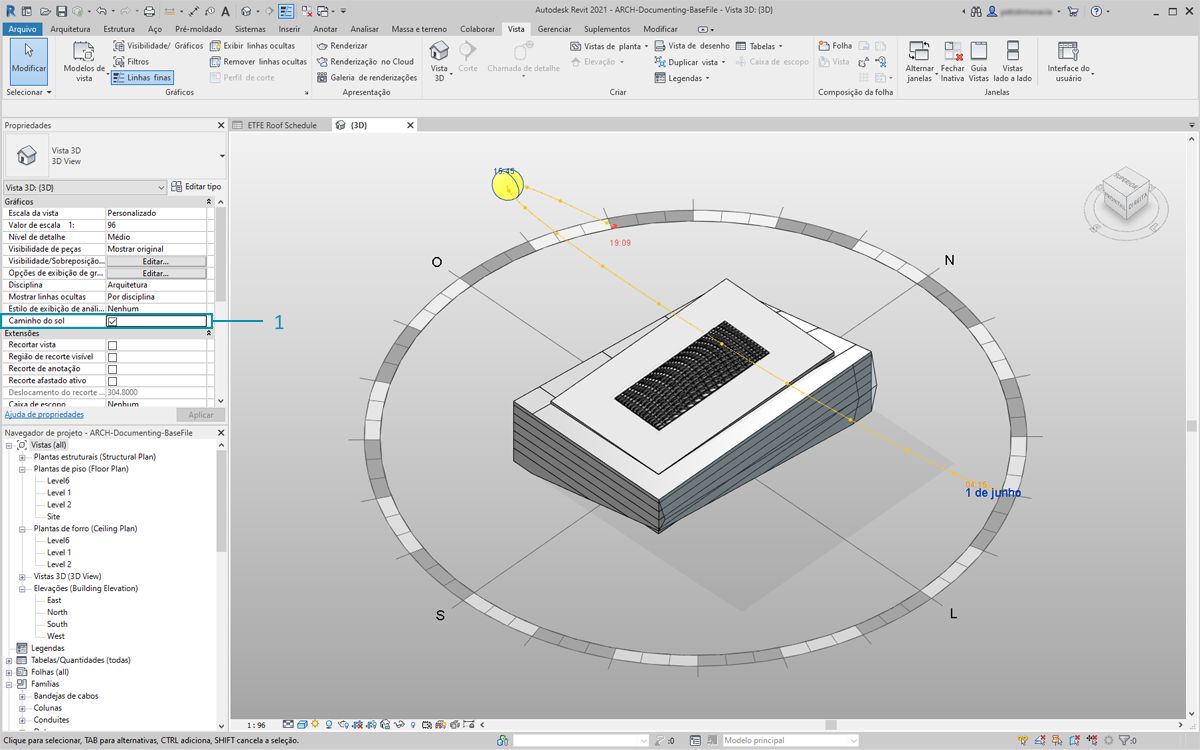 Autodesk Revit 2021 - ARCH-Documenting-BaseFile - Vista 3D: {3D}
Arquivo Arquitetura Estrutura Aço Pré-moldado Sistemas Inserir Anotar Analisar Massa e terreno Colaborar Vista Gerenciar Suplementos Modificar
Modificar
Selecionar
Modelos de vista
Visibilidade/ Gráficos
Filtros
Linhas finas
Exibir linhas ocultas
Remover linhas ocultas
Perfil de corte
Gráficos
Renderizar
Renderização no Cloud
Galeria de renderizações
Apresentação
Vista 3D
Corte
Chamada de detalhe
Vistas de planta
Elevação
Vista de desenho
Duplicar vista
Legendas
Tabelas
Caixa de escopo
Criar
Folha
Vista
Composição da folha
Alternar janelas
Fechar Inativa
Guia Vistas
Vistas lado a lado
Janelas
Interface do usuário
Propriedades
ETFE Roof Schedule
{3D}
Vista 3D
3D View
Vista 3D: {3D}
Editar tipo
Gráficos
Escala da vista Personalizado
Valor de escala 1: 96
Nível de detalhe Médio
Visibilidade de peças Mostrar original
Visibilidade/Sobreposição... Editar...
Opções de exibição de gr... Editar...
Disciplina Arquitetura
Mostrar linhas ocultas Por disciplina
Estilo de exibição de análi... Nenhum
Caminho do sol
1
Extensões
Recortar vista
Região de recorte visível
Recorte de anotação
Recorte afastado ativo
Deslocamento do recorte ... 304.8000
Caixa de escopo Nenhum
Ajuda de propriedades
Aplicar
Navegador de projeto - ARCH-Documenting-BaseFile
Vistas (all)
Plantas estruturais (Structural Plan)
Plantas de piso (Floor Plan)
Level6
Level 1
Level 2
Site
Plantas de forro (Ceiling Plan)
Level6
Level 1
Level 2
Vistas 3D (3D View)
Elevações (Building Elevation)
East
North
South
West
Legendas
Tabelas/Quantidades (todas)
Folhas (all)
Famílias
Bandejas de cabos
Colunas
Conduites
16:45
19:09
O
N
S
L
04:16
1 de junho
SUPERIOR
FRONTAL
DIREITA
1 : 96
Clique para selecionar, TAB para alternativas, CTRL adiciona, SHIFT cancela a seleção.
:0
Modelo principal
:0